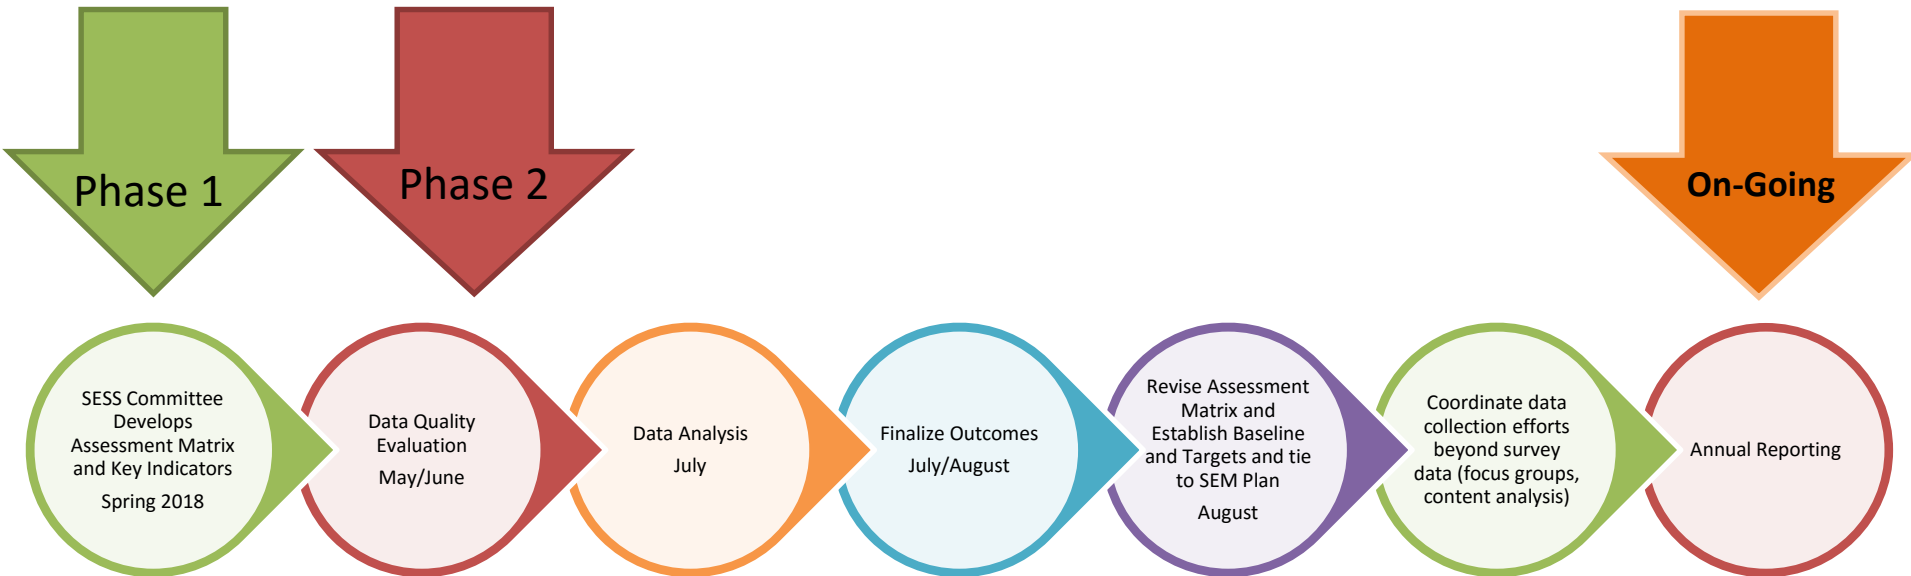 Phase 1
Phase 2
On-Going
SESS Committee
Develops
Assessment Matrix
and Key Indicators
Spring 2018
Data Quality
Evaluation
May/June
Data Analysis
July
Finalize Outcomes
July/August
Revise Assessment
Matrix and
Establish Baseline
and Targets and tie
to SEM Plan
August
Coordinate data
collection efforts
beyond survey
data (focus groups,
content analysis)
Annual Reporting